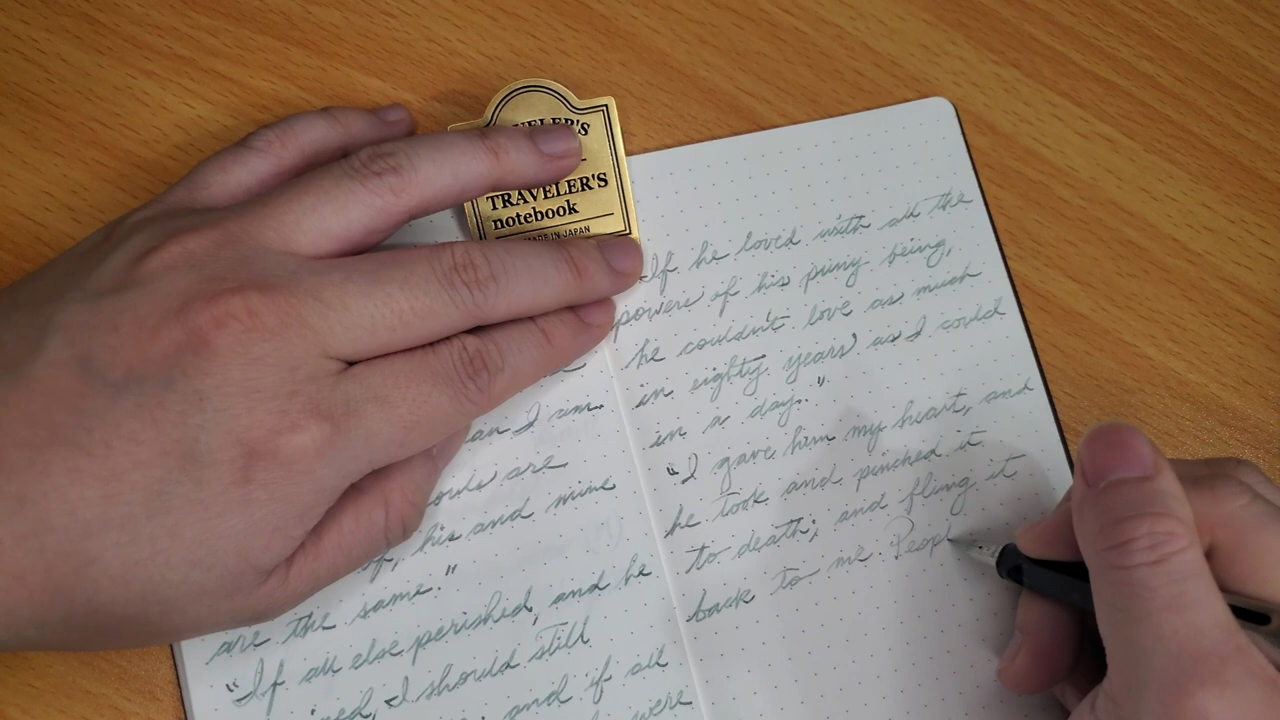 TRAVELER'S
notebook
MADE IN JAPAN
an I am.
are
his and mine
are the same."
"If all else perished, and he
I should still
and if all
were
If he loved with all the
powers of his puny being,
he couldn't love as much
in eighty years as I could
in a day."
"I gave him my heart, and
he took and pinched it
to death; and flung it
back to me. Peopl